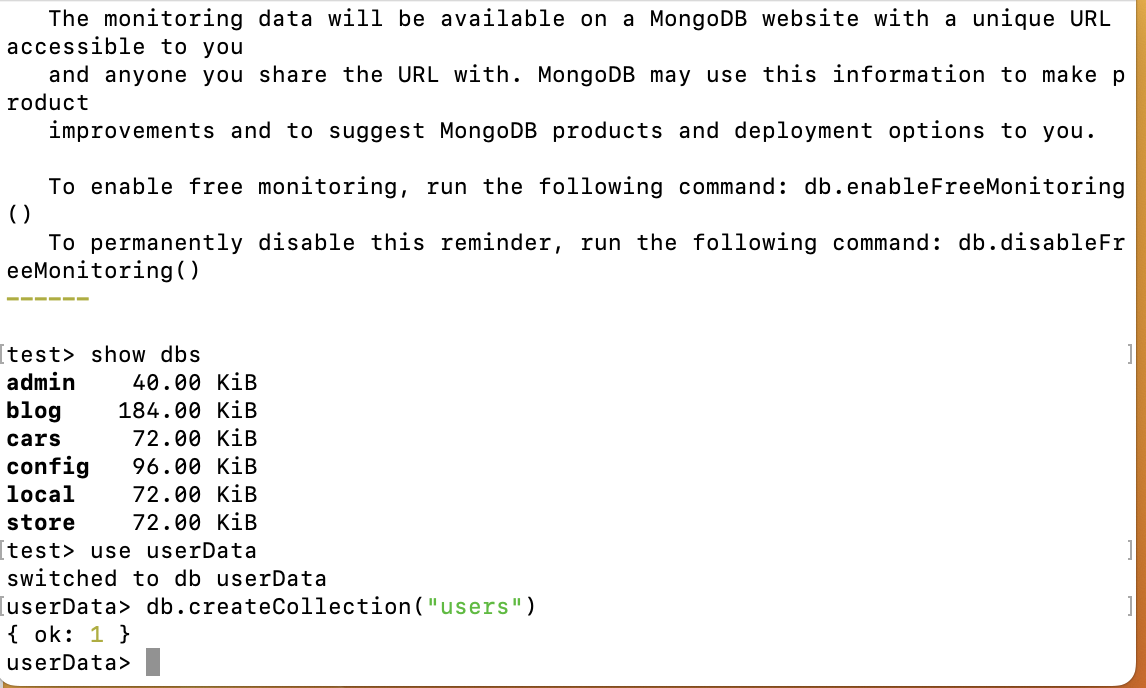 The monitoring data will be available on a MongoDB website with a unique URL
accessible to you
and anyone you share the URL with. MongoDB may use this information to make p
roduct
improvements and to suggest MongoDB products and deployment options to you.
To enable free monitoring, run the following command: db.enableFreeMonitoring
()
To permanently disable this reminder, run the following command: db.disableFr
eeMonitoring()
------
[test> show dbs ]
admin 40.00 KiB
blog 184.00 KiB
cars 72.00 KiB
config 96.00 KiB
local 72.00 KiB
store 72.00 KiB
[test> use userData ]
switched to db userData
[userData> db.createCollection("users") ]
{ ok: 1 }
userData>